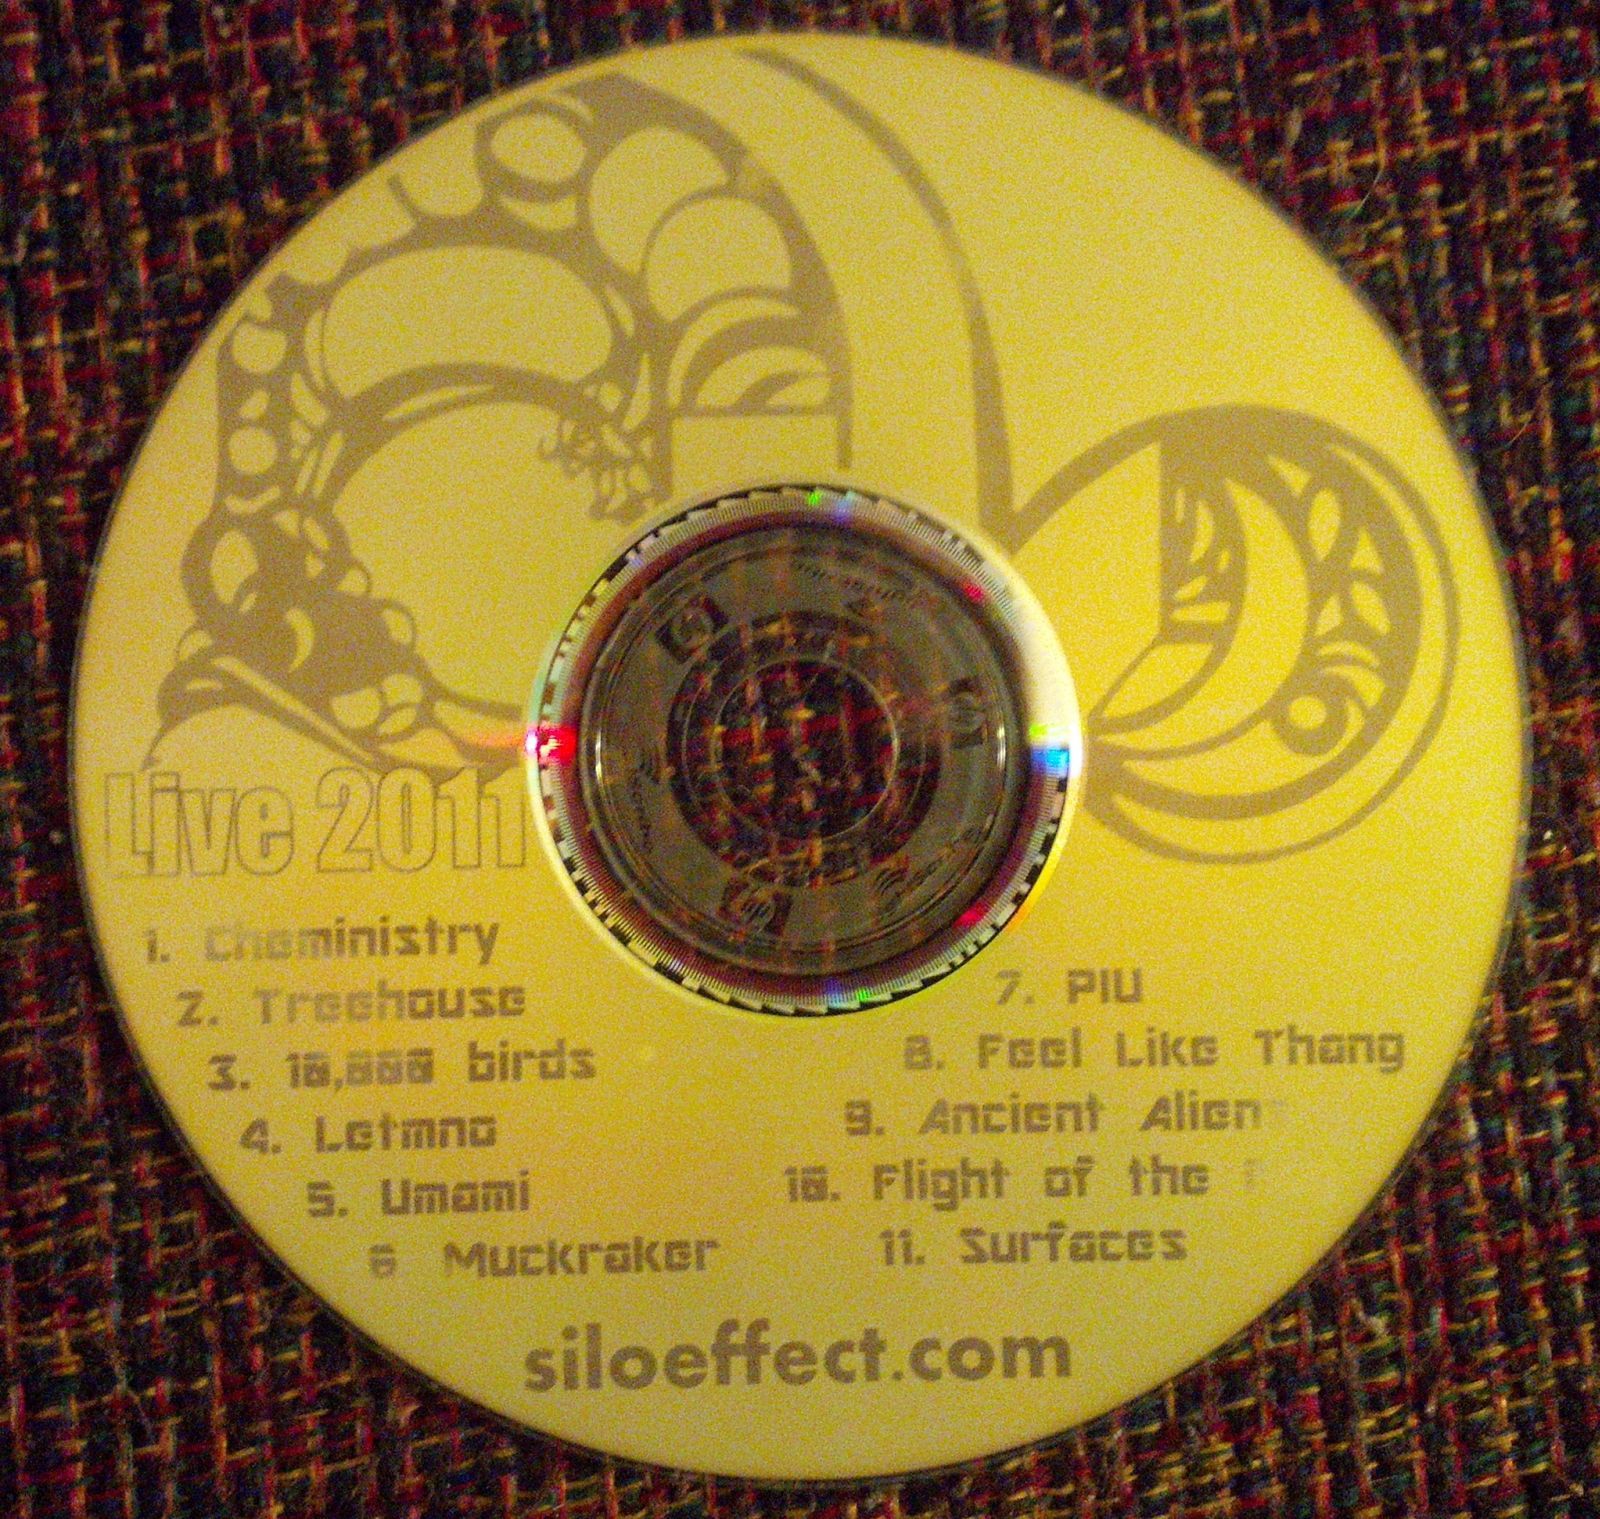 Live 2011
1. Cheministry
2. Treehouse
3. 10,000 birds
4. Letmno
5. Umami
6 Muckraker
7. PIU
8. Feel Like Thang
9. Ancient Alien
10. Flight of the
11. Surfaces
siloeffect.com